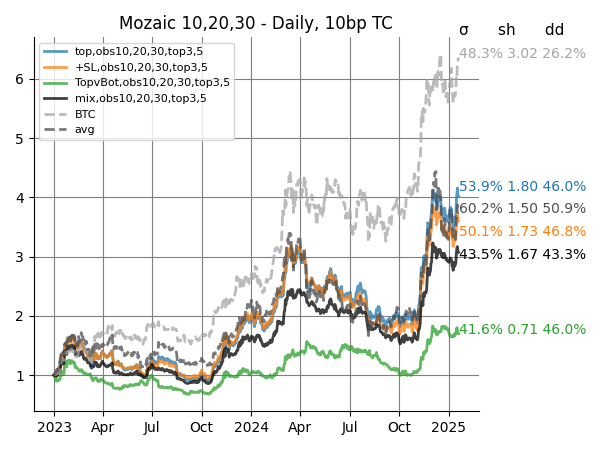 Mozaic 10,20,30 - Daily, 10bp TC
σ sh dd
top,obs10,20,30,top3,5
+SL,obs10,20,30,top3,5
TopvBot,obs10,20,30,top3,5
mix,obs10,20,30,top3,5
BTC
avg
48.3% 3.02 26.2%
53.9% 1.80 46.0%
60.2% 1.50 50.9%
50.1% 1.73 46.8%
43.5% 1.67 43.3%
41.6% 0.71 46.0%
6
5
4
3
2
1
2023 Apr Jul Oct 2024 Apr Jul Oct 2025